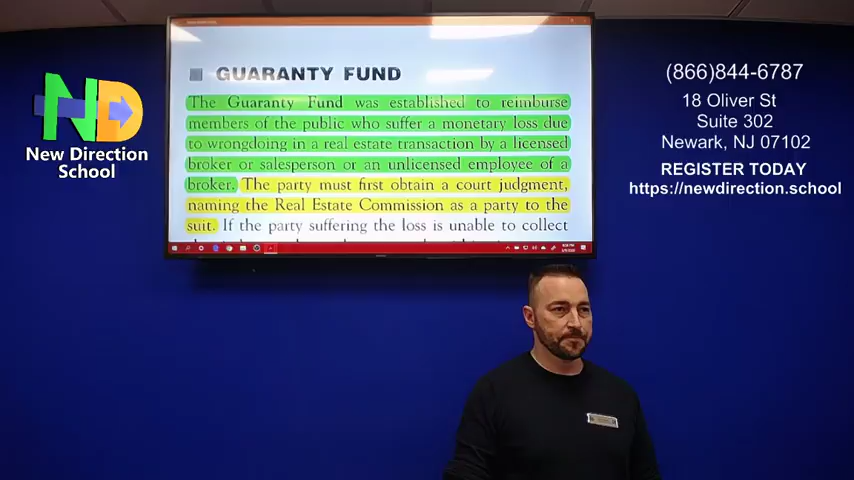 GUARANTY FUND
The Guaranty Fund was established to reimburse
members of the public who suffer a monetary loss due
to wrongdoing in a real estate transaction by a licensed
broker or salesperson or an unlicensed employee of a
broker. The party must first obtain a court judgment,
naming the Real Estate Commission as a party to the
suit. If the party suffering the loss is unable to collect
ND
New Direction
School
(866)844-6787
18 Oliver St
Suite 302
Newark, NJ 07102
REGISTER TODAY
https://newdirection.school